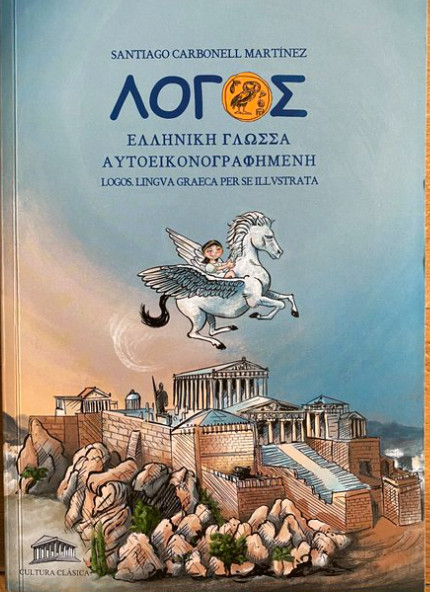 SANTIAGO CARBONELL MARTÍNEZ
ΛΟΓΟΣ
ΕΛΛΗΝΙΚΗ ΓΛΩΣΣΑ
ΑΥΤΟΕΙΚΟΝΟΓΡΑΦΗΜΕΝΗ
LOGOS. LINGVA GRAECA PER SE ILLVSTRATA
CULTURA CLÁSICA